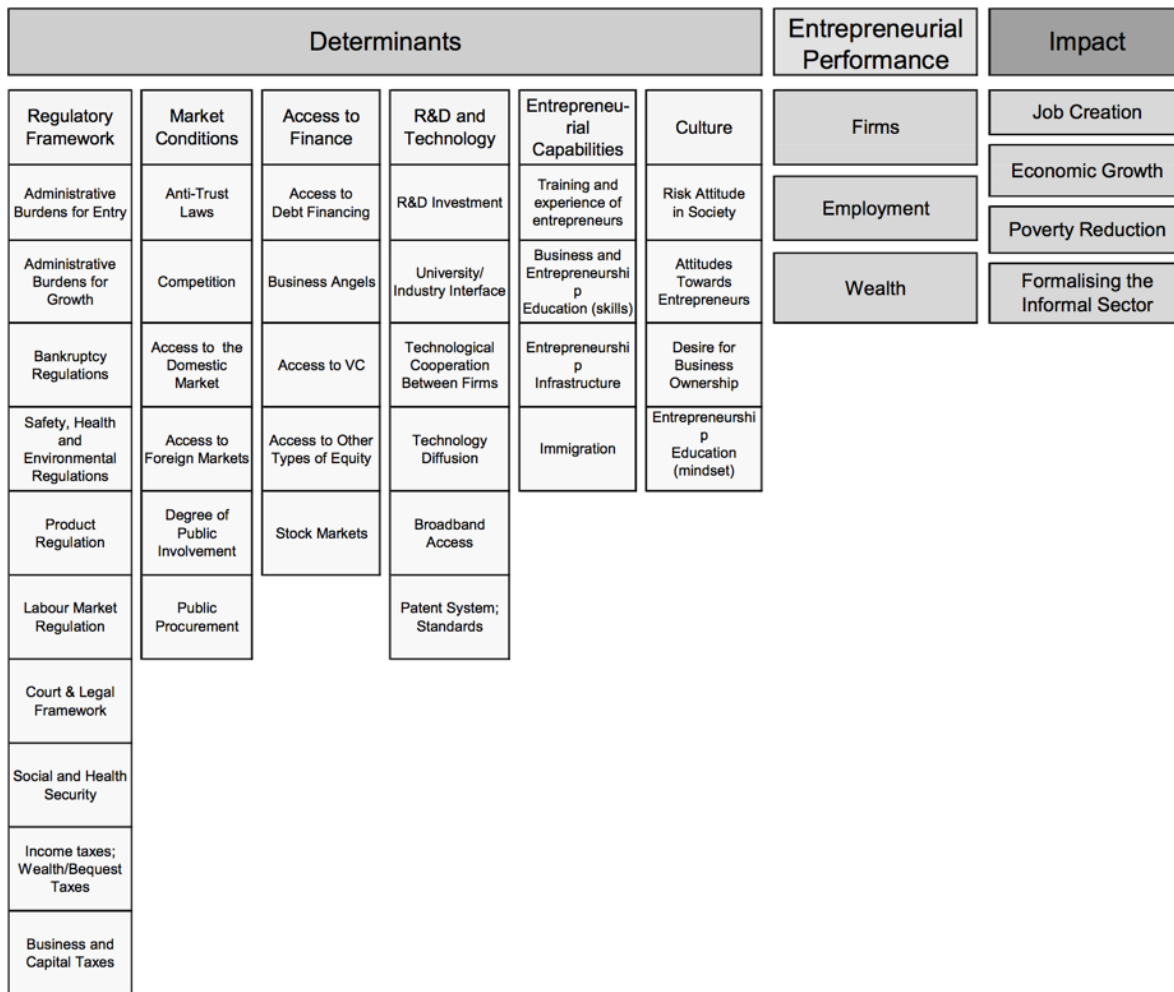 Determinants
Entrepreneurial
Performance
Impact
Regulatory
Framework
Administrative
Burdens for Entry
Administrative
Burdens for
Growth
Bankruptcy
Regulations
Safety, Health
and
Environmental
Regulations
Product
Regulation
Labour Market
Regulation
Court & Legal
Framework
Social and Health
Security
Income taxes;
Wealth/Bequest
Taxes
Business and
Capital Taxes
Market
Conditions
Anti-Trust
Laws
Competition
Access to the
Domestic
Market
Access to
Foreign Markets
Degree of
Public
Involvement
Public
Procurement
Access to
Finance
Access to
Debt Financing
Business Angels
Access to VC
Access to Other
Types of Equity
Stock Markets
R&D and
Technology
R&D Investment
University/
Industry Interface
Technological
Cooperation
Between Firms
Technology
Diffusion
Broadband
Access
Patent System;
Standards
Entrepreneu-
rial
Capabilities
Training and
experience of
entrepreneurs
Business and
Entrepreneurshi
p
Education (skills)
Entrepreneurshi
p
Infrastructure
Immigration
Culture
Risk Attitude
in Society
Attitudes
Towards
Entrepreneurs
Desire for
Business
Ownership
Entrepreneurshi
p
Education
(mindset)
Firms
Employment
Wealth
Job Creation
Economic Growth
Poverty Reduction
Formalising the
Informal Sector